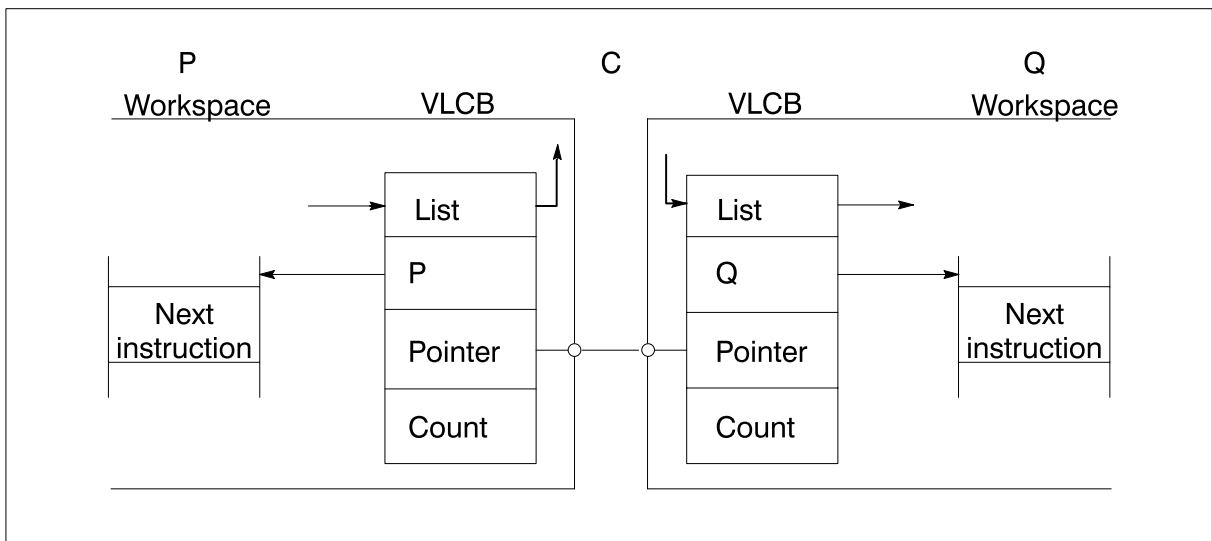 P
C
Q
Workspace
VLCB
VLCB
Workspace
List
List
P
Q
Next
instruction
Pointer
Pointer
Next
instruction
Count
Count